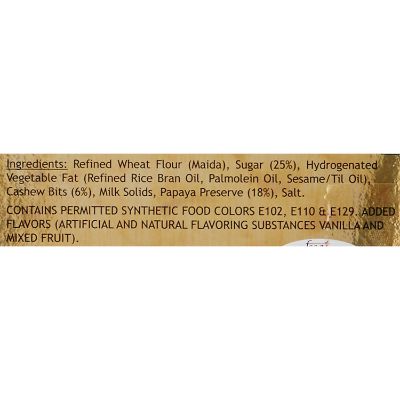 Ingredients: Refined Wheat Flour (Maida), Sugar (25%), Hydrogenated
Vegetable Fat (Refined Rice Bran Oil, Palmolein Oil, Sesame/Til Oil),
Cashew Bits (6%), Milk Solids, Papaya Preserve (18%), Salt.
CONTAINS PERMITTED SYNTHETIC FOOD COLORS E102, E110 & E129. ADDED
FLAVORS (ARTIFICIAL AND NATURAL FLAVORING SUBSTANCES VANILLA AND
MIXED FRUIT).